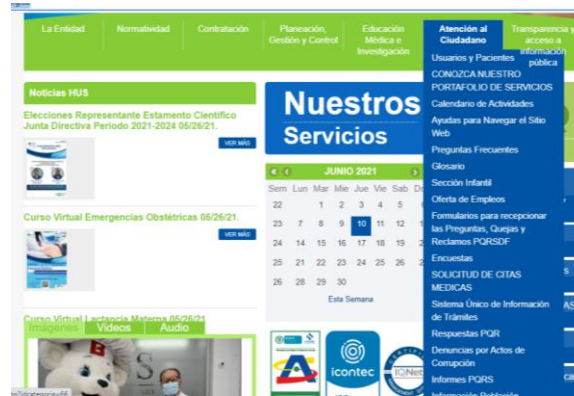 La Entidad
Normatividad
Contratación
Planeación,
Gestión y Control
Educación
Médica e
Investigación
Atención al
Ciudadano
Transparencia y
acceso a
información
pública
Usuarios y Pacientes
CONOZCA NUESTRO
PORTAFOLIO DE SERVICIOS
Calendario de Actividades
Ayudas para Navegar el Sitio
Web
Preguntas Frecuentes
Glosario
Sección Infantil
Oferta de Empleos
Formularios para recepcionar
las Preguntas, Quejas y
Reclamos PQRSDF
Encuestas
SOLICITUD DE CITAS
MEDICAS
Sistema Único de Información
de Trámites
Respuestas PQR
Denuncias por Actos de
Corrupción
Informes PQRS
Información Población
Noticias HUS
Elecciones Representante Estamento Científico
Junta Directiva Periodo 2021-2024 05/26/21.
VER MÁS
Curso Virtual Emergencias Obstétricas 05/26/21.
VER MÁS
Curso Virtual Lactancia Materna 05/26/21
Imágenes Videos Audio
Nuestros
Servicios
JUNIO 2021
Sem Lun Mar Mie Jue Vie Sab Do
22 1 2 3 4 5
23 7 8 9 10 11 12
24 14 15 16 17 18 19
25 21 22 23 24 25 26
26 28 29 30
Esta Semana
icontec
IQNet